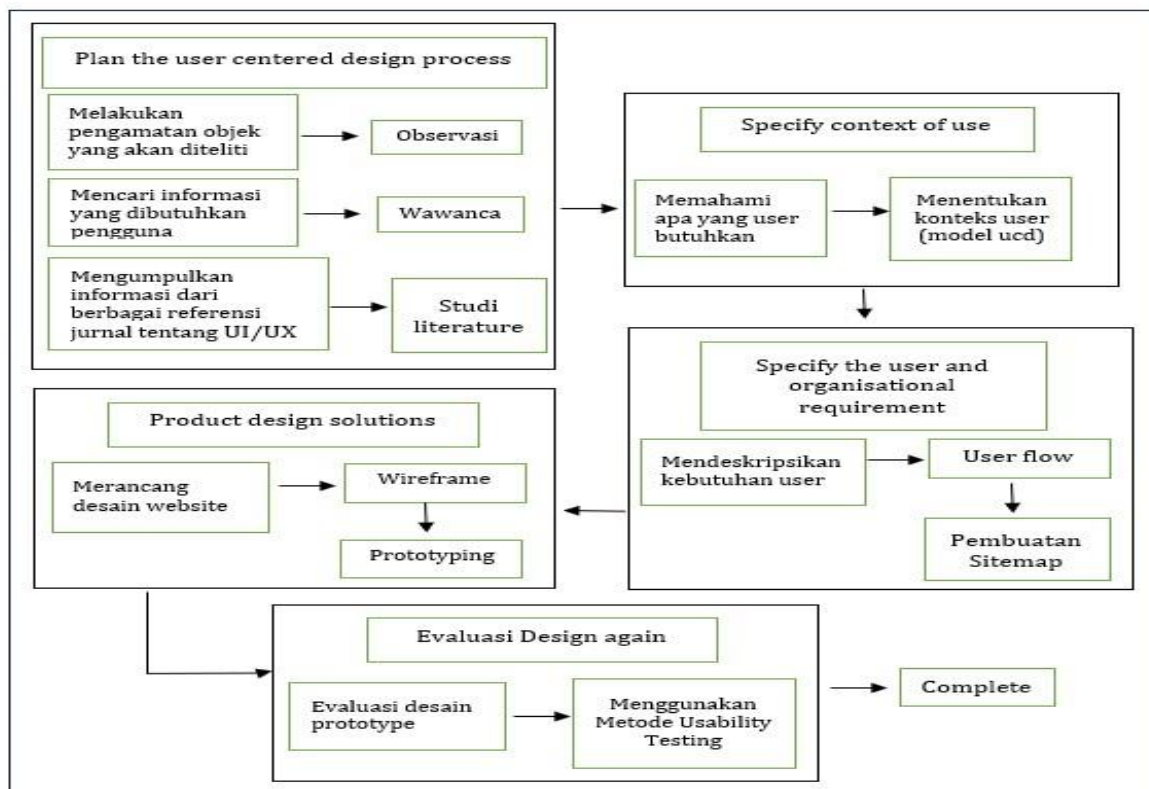 Plan the user centered design process
Melakukan
pengamatan objek
yang akan diteliti
Observasi
Mencari informasi
yang dibutuhkan
pengguna
Wawanca
Mengumpulkan
informasi dari
berbagai referensi
jurnal tentang UI/UX
Studi
literature
Specify context of use
Memahami
apa yang user
butuhkan
Menentukan
konteks user
(model ucd)
Specify the user and
organisational
requirement
Mendeskripsikan
kebutuhan user
User flow
Pembuatan
Sitemap
Product design solutions
Merancang
desain website
Wireframe
Prototyping
Evaluasi Design again
Evaluasi desain
prototype
Menggunakan
Metode Usability
Testing
Complete